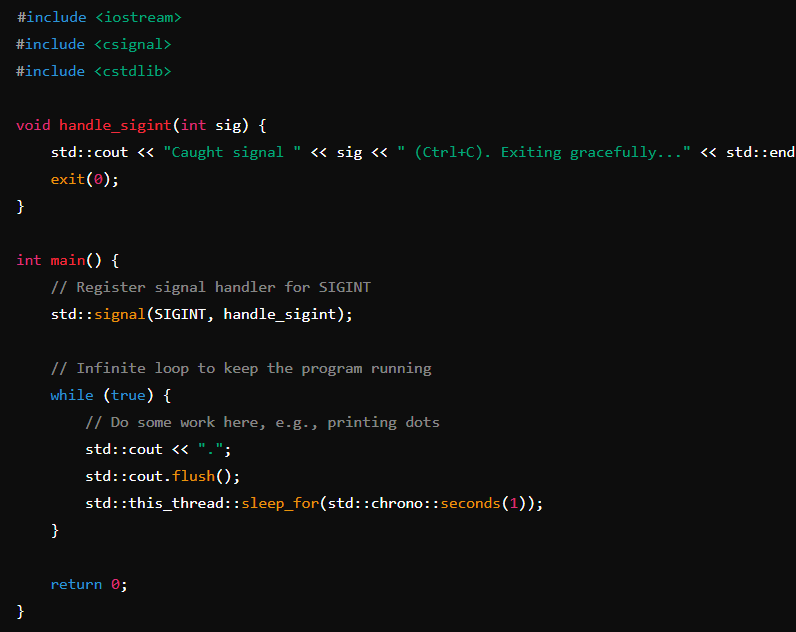 #include <iostream>
#include <csignal>
#include <cstdlib>
void handle_sigint(int sig) {
std::cout << "Caught signal " << sig << " (Ctrl+C). Exiting gracefully..." << std::end
exit(0);
}
int main() {
// Register signal handler for SIGINT
std::signal(SIGINT, handle_sigint);
// Infinite loop to keep the program running
while (true) {
// Do some work here, e.g., printing dots
std::cout << ".";
std::cout.flush();
std::this_thread::sleep_for(std::chrono::seconds(1));
}
return 0;
}